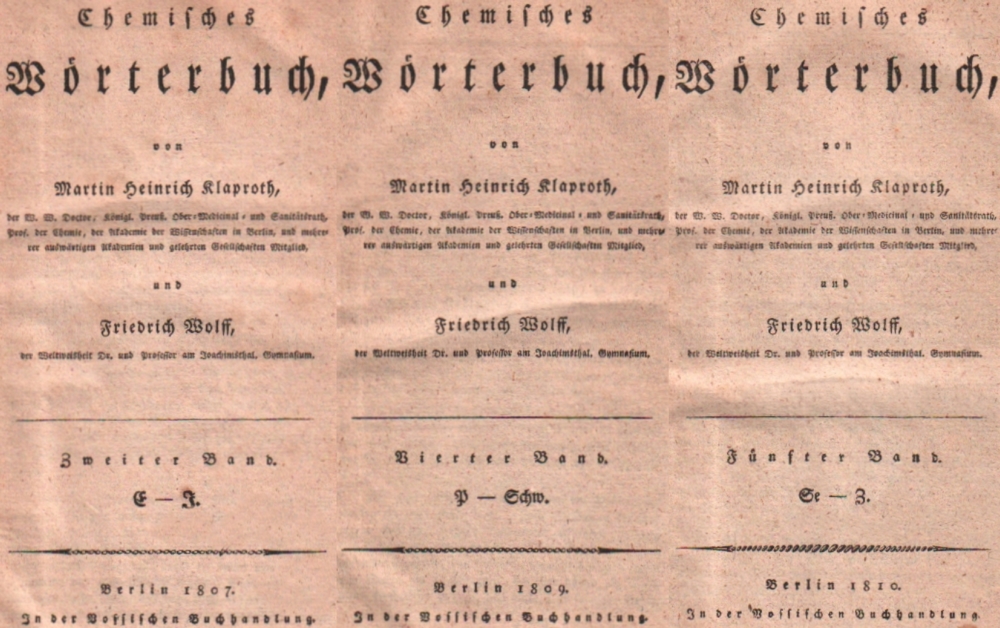 Chemisches
Wörterbuch,
von
Martin Heinrich Klaproth,
der W. W. Doctor, Königl. Preuß. Ober-Medicinal- und Sanitätsrath,
Prof. der Chemie, der Akademie der Wissenschaften in Berlin, und mehre-
rer auswärtigen Akademien und gelehrten Gesellschaften Mitglied,
und
Friedrich Wolff,
der Weltweisheit Dr. und Professor am Joachimsthal. Gymnasium.
Zweiter Band.
E — J.
Berlin 1807.
In der Vossischen Buchhandlung.
Chemisches
Wörterbuch,
von
Martin Heinrich Klaproth,
der W. W. Doctor, Königl. Preuß. Ober-Medicinal- und Sanitätsrath,
Prof. der Chemie, der Akademie der Wissenschaften in Berlin, und mehre-
rer auswärtigen Akademien und gelehrten Gesellschaften Mitglied,
und
Friedrich Wolff,
der Weltweisheit Dr. und Professor am Joachimsthal. Gymnasium.
Vierter Band.
P — Schw.
Berlin 1809.
In der Vossischen Buchhandlung.
Chemisches
Wörterbuch,
von
Martin Heinrich Klaproth,
der W. W. Doctor, Königl. Preuß. Ober-Medicinal- und Sanitätsrath,
Prof. der Chemie, der Akademie der Wissenschaften in Berlin, und mehre-
rer auswärtigen Akademien und gelehrten Gesellschaften Mitglied,
und
Friedrich Wolff,
der Weltweisheit Dr. und Professor am Joachimsthal. Gymnasium.
Fünfter Band.
Se — Z.
Berlin 1810.
In der Vossischen Buchhandlung.